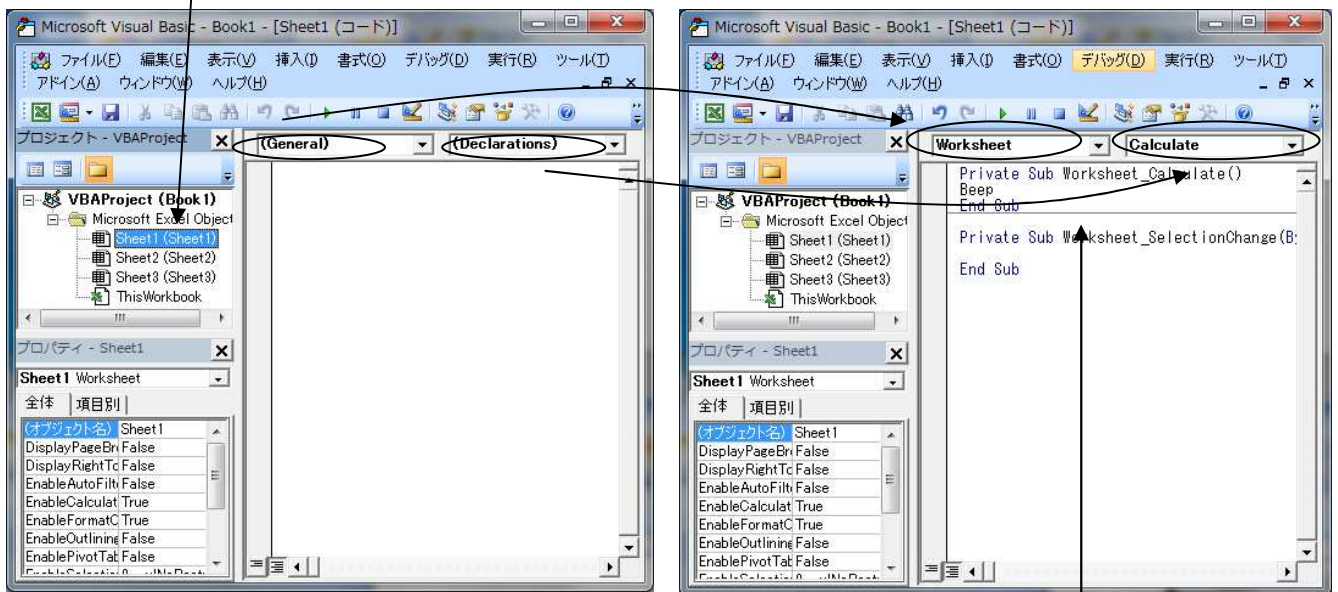 Microsoft Visual Basic - Book1 - [Sheet1 (コード)]
ファイル(F) 編集(E) 表示(V) 挿入(I) 書式(O) デバッグ(D) 実行(R) ツール(T)
アドイン(A) ウィンドウ(W) ヘルプ(H)
プロジェクト - VBAProject
(General)
(Declarations)
VBAProject (Book1)
Microsoft Excel Object
Sheet1 (Sheet1)
Sheet2 (Sheet2)
Sheet3 (Sheet3)
ThisWorkbook
プロパティ - Sheet1
Sheet1 Worksheet
全体 項目別
(オブジェクト名) Sheet1
DisplayPageBr False
DisplayRightTo False
EnableAutoFilt False
EnableCalculat True
EnableFormatC True
EnableOutlining False
EnablePivotTab False
Microsoft Visual Basic - Book1 - [Sheet1 (コード)]
ファイル(F) 編集(E) 表示(V) 挿入(I) 書式(O) デバッグ(D) 実行(R) ツール(T)
アドイン(A) ウィンドウ(W) ヘルプ(H)
プロジェクト - VBAProject
Worksheet
Calculate
VBAProject (Book1)
Microsoft Excel Object
Sheet1 (Sheet1)
Sheet2 (Sheet2)
Sheet3 (Sheet3)
ThisWorkbook
プロパティ - Sheet1
Sheet1 Worksheet
全体 項目別
(オブジェクト名) Sheet1
DisplayPageBr False
DisplayRightTo False
EnableAutoFilt False
EnableCalculat True
EnableFormatC True
EnableOutlining False
EnablePivotTab False
Private Sub Worksheet_Calculate()
Beep
End Sub
Private Sub Worksheet_SelectionChange(By
End Sub